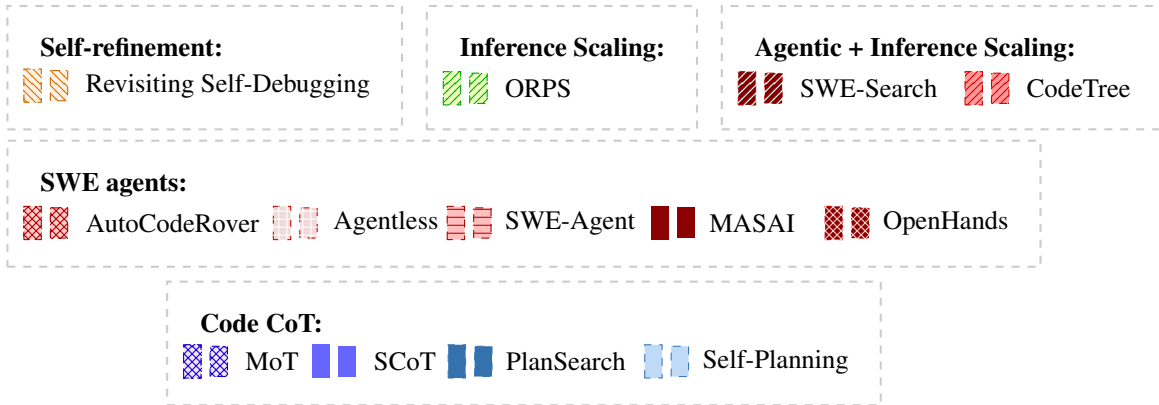 Self-refinement:
Revisiting Self-Debugging
Inference Scaling:
ORPS
Agentic + Inference Scaling:
SWE-Search CodeTree
SWE agents:
AutoCodeRover Agentless SWE-Agent MASAI OpenHands
Code CoT:
MoT SCoT PlanSearch Self-Planning